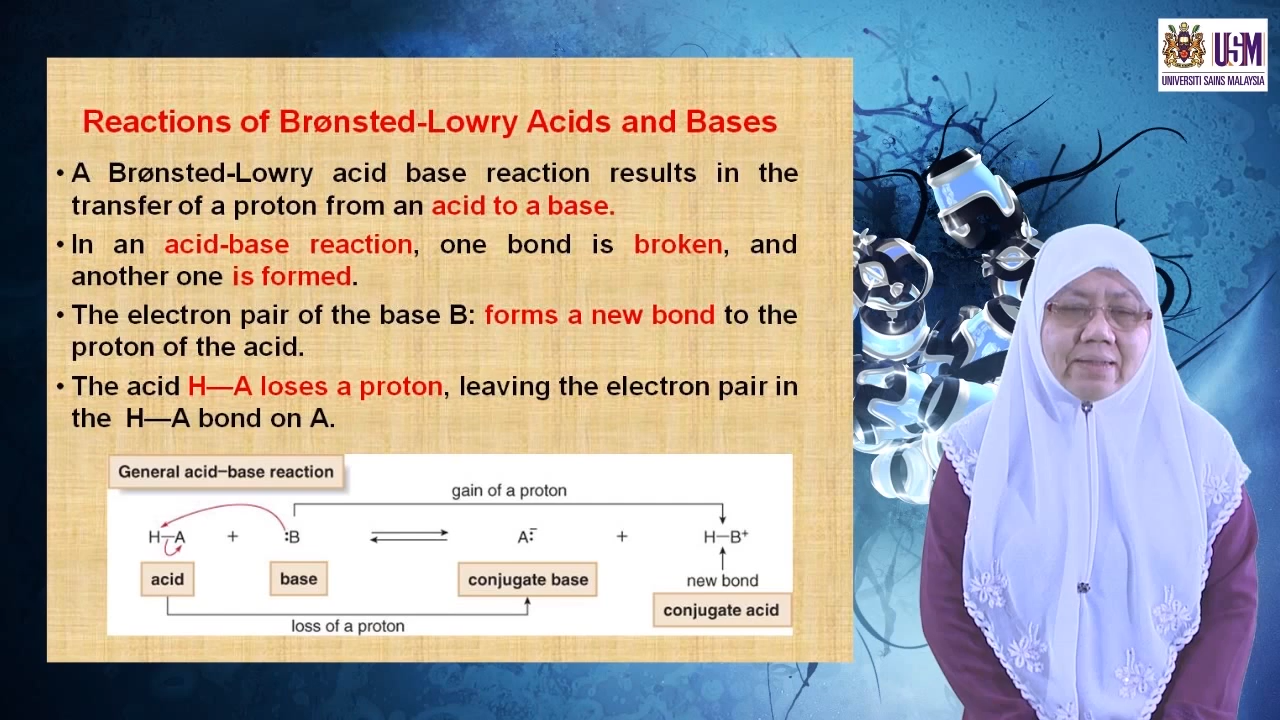 USM
UNIVERSITI SAINS MALAYSIA
Reactions of Brønsted-Lowry Acids and Bases
• A Brønsted-Lowry acid base reaction results in the
transfer of a proton from an acid to a base.
• In an acid-base reaction, one bond is broken, and
another one is formed.
• The electron pair of the base B: forms a new bond to the
proton of the acid.
• The acid H—A loses a proton, leaving the electron pair in
the H—A bond on A.
General acid–base reaction
gain of a proton
H—A + :B ⇌ A:⁻ + H—B⁺
new bond
acid base conjugate base
conjugate acid
loss of a proton